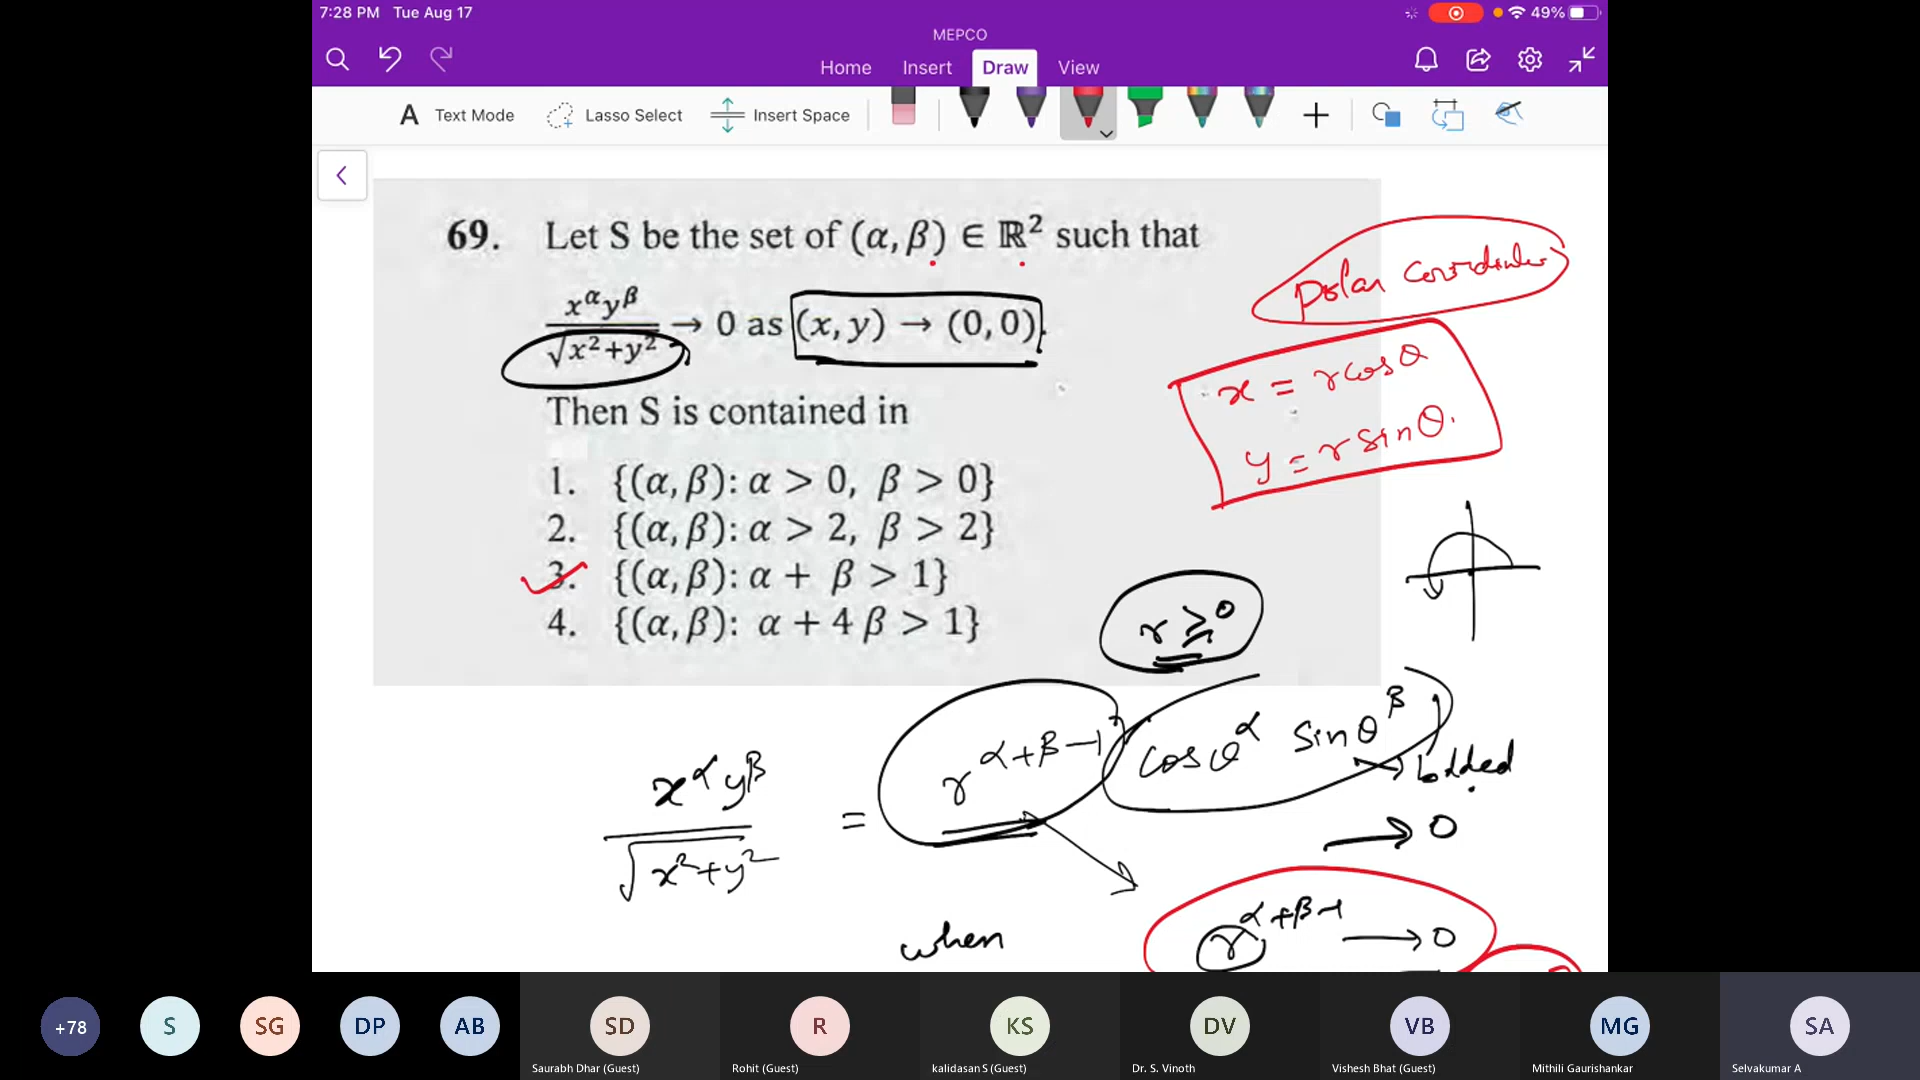 7:28 PM Tue Aug 17
49%
MEPCO
Home Insert Draw View
A Text Mode Lasso Select Insert Space
69. Let S be the set of (α, β) ∈ ℝ² such that
x^α y^β / √x²+y² → 0 as (x, y) → (0, 0).
Then S is contained in
1. {(α, β): α > 0, β > 0}
2. {(α, β): α > 2, β > 2}
3. {(α, β): α + β > 1}
4. {(α, β): α + 4 β > 1}
polar coordinates
x = r cos θ
y = r sin θ.
r ≥ 0
x^α y^β / √x²+y² = r^α+β-1 cos θ^α sin θ^β
bdded
→ 0
when r^α+β-1 → 0
+78 S SG DP AB SD R KS DV VB MG SA
Saurabh Dhar (Guest) Rohit (Guest) kalidasan S (Guest) Dr. S. Vinoth Vishesh Bhat (Guest) Mithili Gaurishankar Selvakumar A